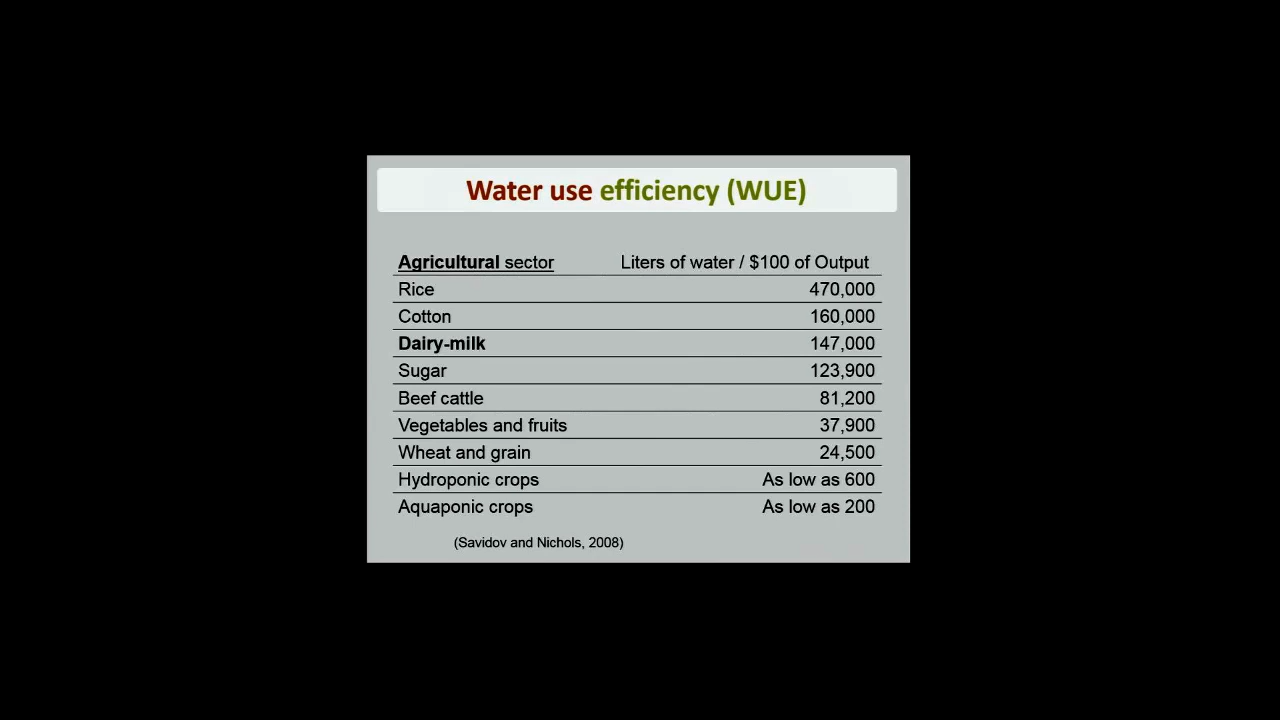 Water use efficiency (WUE)
Agricultural sector Liters of water / $100 of Output
Rice 470,000
Cotton 160,000
Dairy-milk 147,000
Sugar 123,900
Beef cattle 81,200
Vegetables and fruits 37,900
Wheat and grain 24,500
Hydroponic crops As low as 600
Aquaponic crops As low as 200
(Savidov and Nichols, 2008)